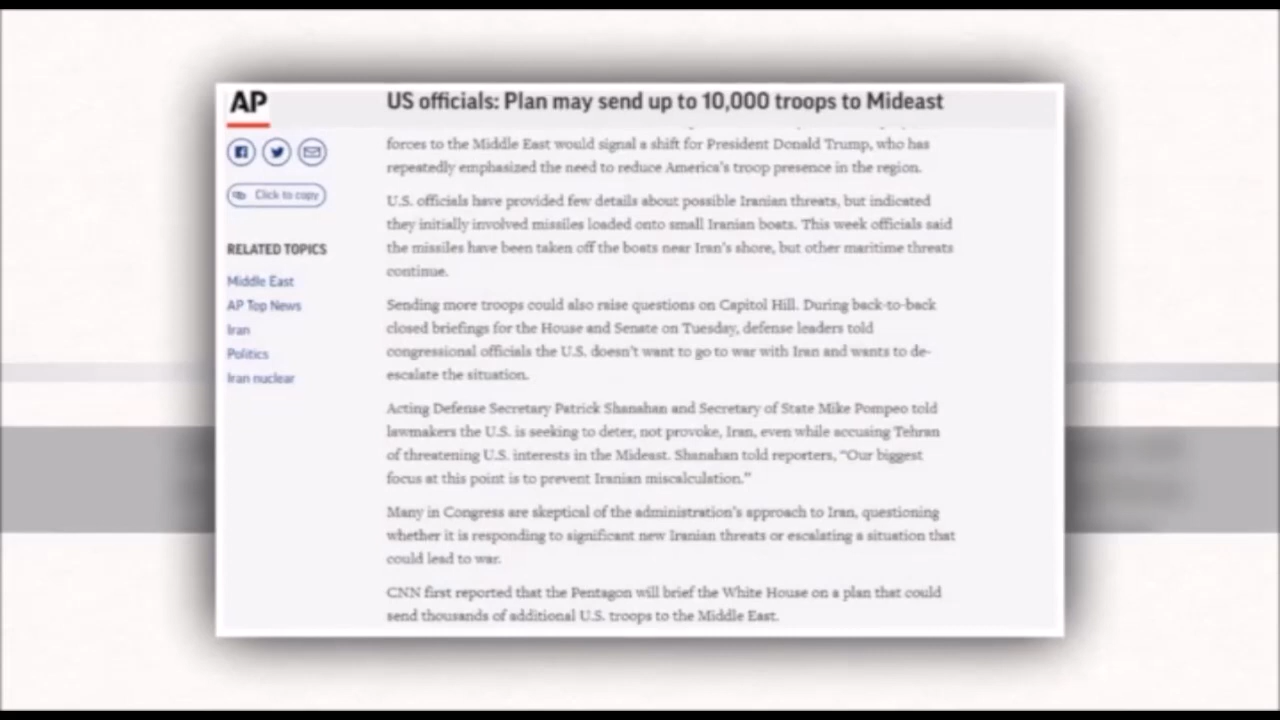 AP
US officials: Plan may send up to 10,000 troops to Mideast
forces to the Middle East would signal a shift for President Donald Trump, who has
repeatedly emphasized the need to reduce America's troop presence in the region.
Click to copy
U.S. officials have provided few details about possible Iranian threats, but indicated
they initially involved missiles loaded onto small Iranian boats. This week officials said
the missiles have been taken off the boats near Iran's shore, but other maritime threats
continue.
RELATED TOPICS
Middle East
AP Top News
Iran
Politics
Iran nuclear
Sending more troops could also raise questions on Capitol Hill. During back-to-back
closed briefings for the House and Senate on Tuesday, defense leaders told
congressional officials the U.S. doesn't want to go to war with Iran and wants to de-
escalate the situation.
Acting Defense Secretary Patrick Shanahan and Secretary of State Mike Pompeo told
lawmakers the U.S. is seeking to deter, not provoke, Iran, even while accusing Tehran
of threatening U.S. interests in the Mideast. Shanahan told reporters, “Our biggest
focus at this point is to prevent Iranian miscalculation.”
Many in Congress are skeptical of the administration's approach to Iran, questioning
whether it is responding to significant new Iranian threats or escalating a situation that
could lead to war.
CNN first reported that the Pentagon will brief the White House on a plan that could
send thousands of additional U.S. troops to the Middle East.